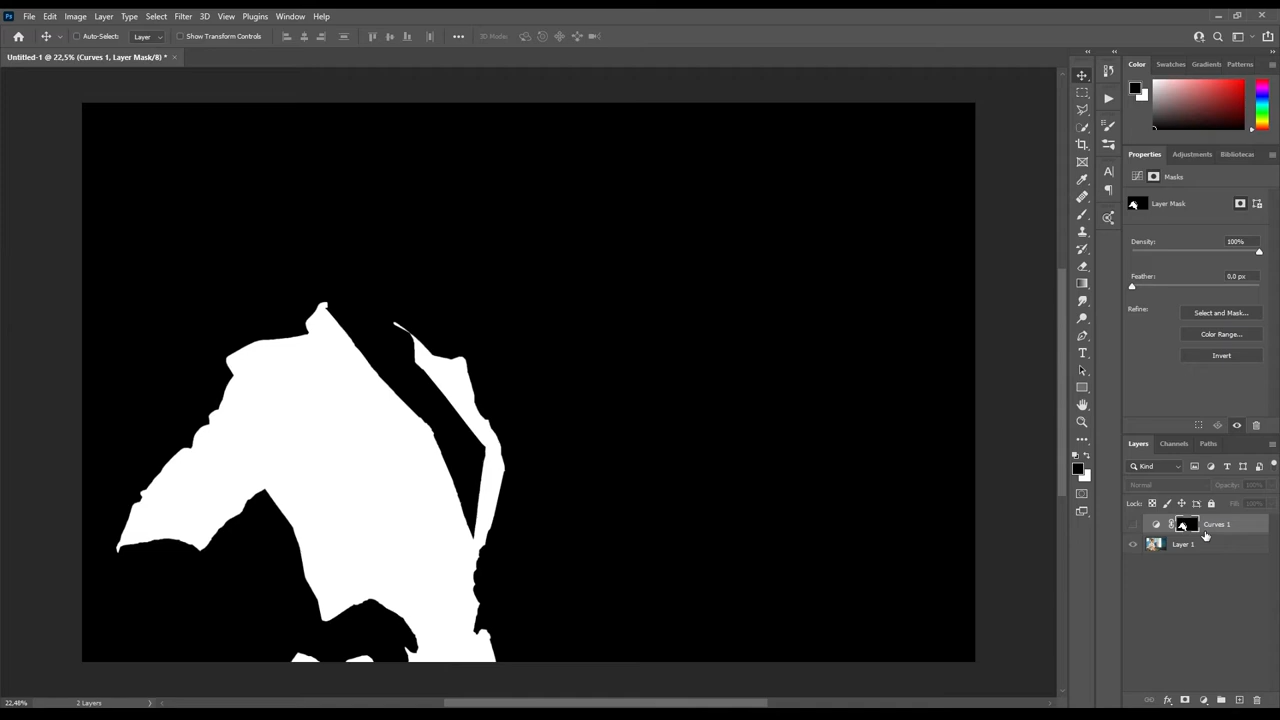 Ps File Edit Image Layer Type Select Filter 3D View Plugins Window Help
Auto-Select: Layer Show Transform Controls 3D Mode:
Untitled-1 @ 22,5% (Curves 1, Layer Mask/8) *
Color Swatches Gradients Patterns
Properties Adjustments Bibliotecas
Masks
Layer Mask
Density: 100%
Feather: 0,0 px
Refine: Select and Mask...
Color Range...
Invert
Layers Channels Paths
Kind
Normal Opacity: 100%
Lock: Fill: 100%
Curves 1
Layer 1
22,48% 2 Layers